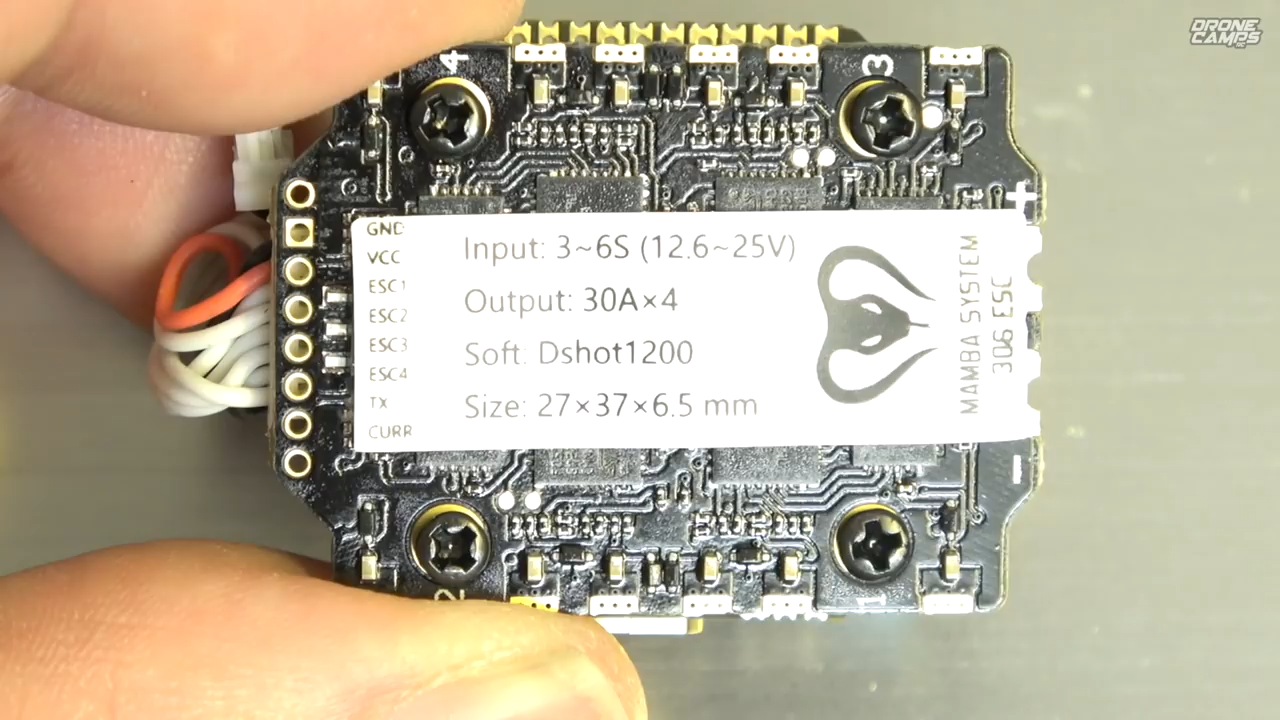 DRONE
CAMPS
4
3
+
GND
VCC
ESC1
ESC2
ESC3
ESC4
TX
CURR
Input: 3~6S (12.6~25V)
Output: 30A×4
Soft: Dshot1200
Size: 27×37×6.5 mm
MAMBA SYSTEM
306 ESC
-
2
1